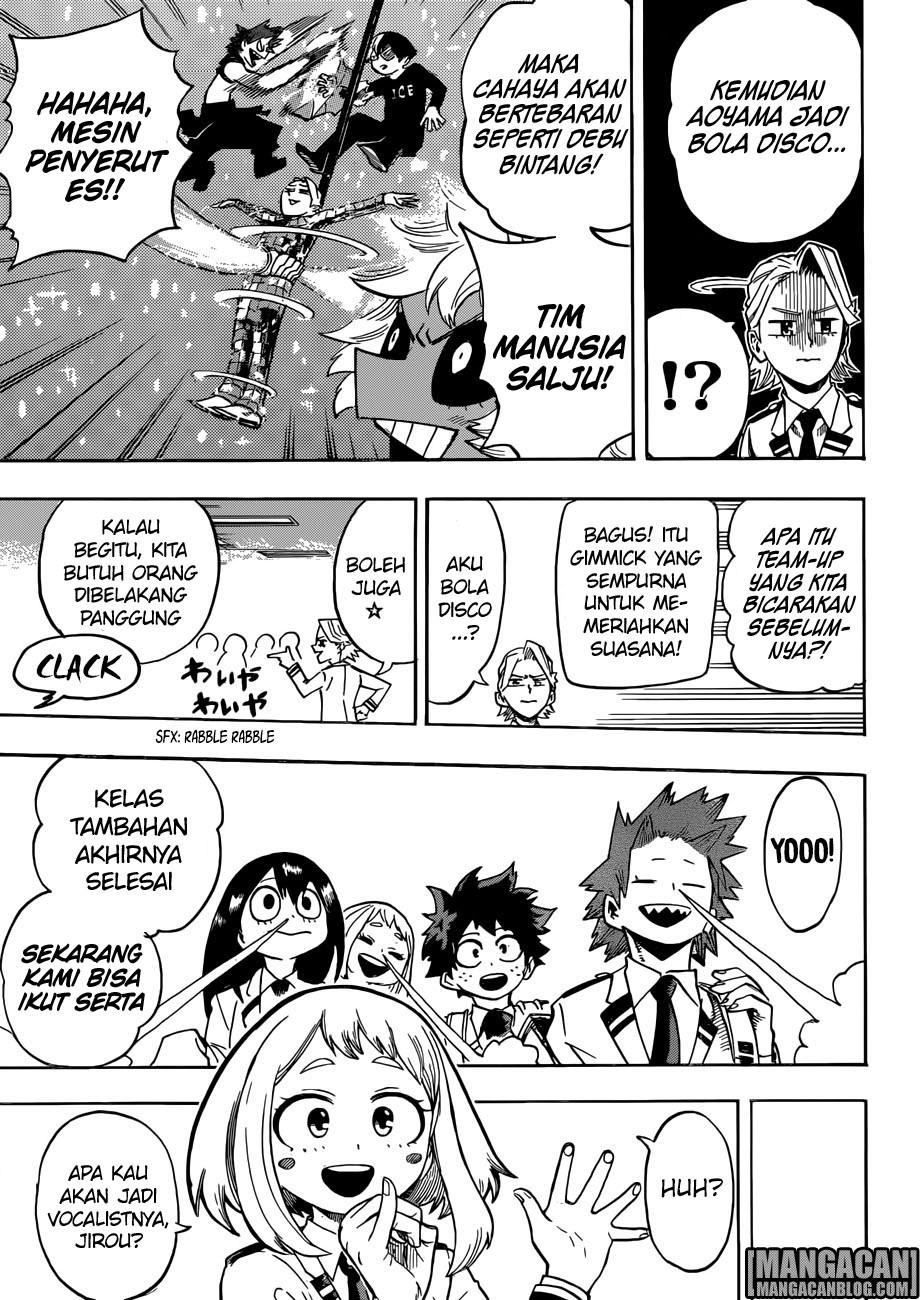 KEMUDIAN
AOYAMA JADI
BOLA DISCO...
!?
MAKA
CAHAYA AKAN
BERTEBARAN
SEPERTI DEBU
BINTANG!
TIM
MANUSIA
SALJU!
ICE
HAHAHA,
MESIN
PENYERUT
ES!!
APA ITU
TEAM-UP
YANG KITA
BICARAKAN
SEBELUM-
NYA?!
BAGUS! ITU
GIMMICK YANG
SEMPURNA
UNTUK ME-
MERIAHKAN
SUASANA!
AKU
BOLA
DISCO
...?
BOLEH
JUGA
☆
KALAU
BEGITU, KITA
BUTUH ORANG
DIBELAKANG
PANGGUNG
CLACK
わいや
わいや
SFX: RABBLE RABBLE
YOOO!
KELAS
TAMBAHAN
AKHIRNYA
SELESAI
SEKARANG
KAMI BISA
IKUT SERTA
HUH?
APA KAU
AKAN JADI
VOCALISTNYA,
JIROU?
[MANGACAN]
MANGACANBLOG.COM